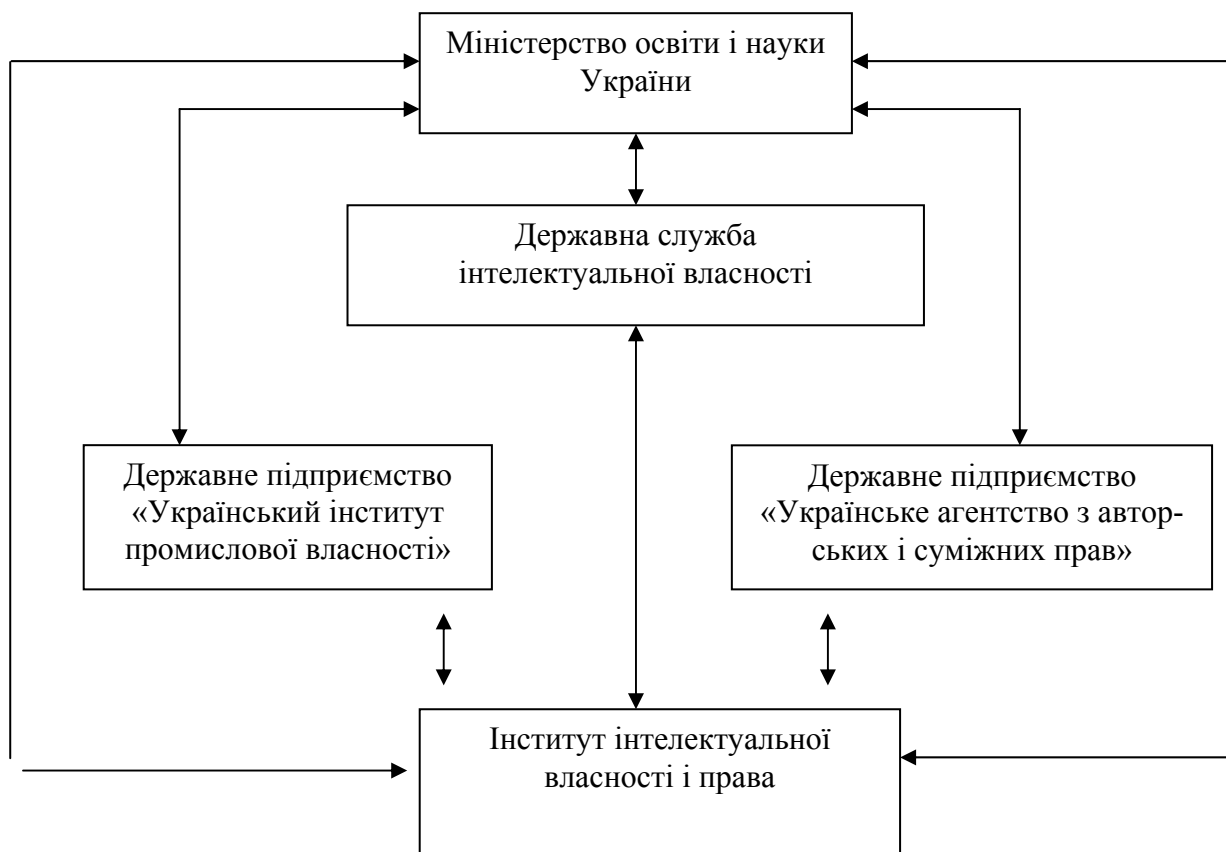 Міністерство освіти і науки
України
Державна служба
інтелектуальної власності
Державне підприємство
«Український інститут
промислової власності»
Державне підприємство
«Українське агентство з автор-
ських і суміжних прав»
Інститут інтелектуальної
власності і права